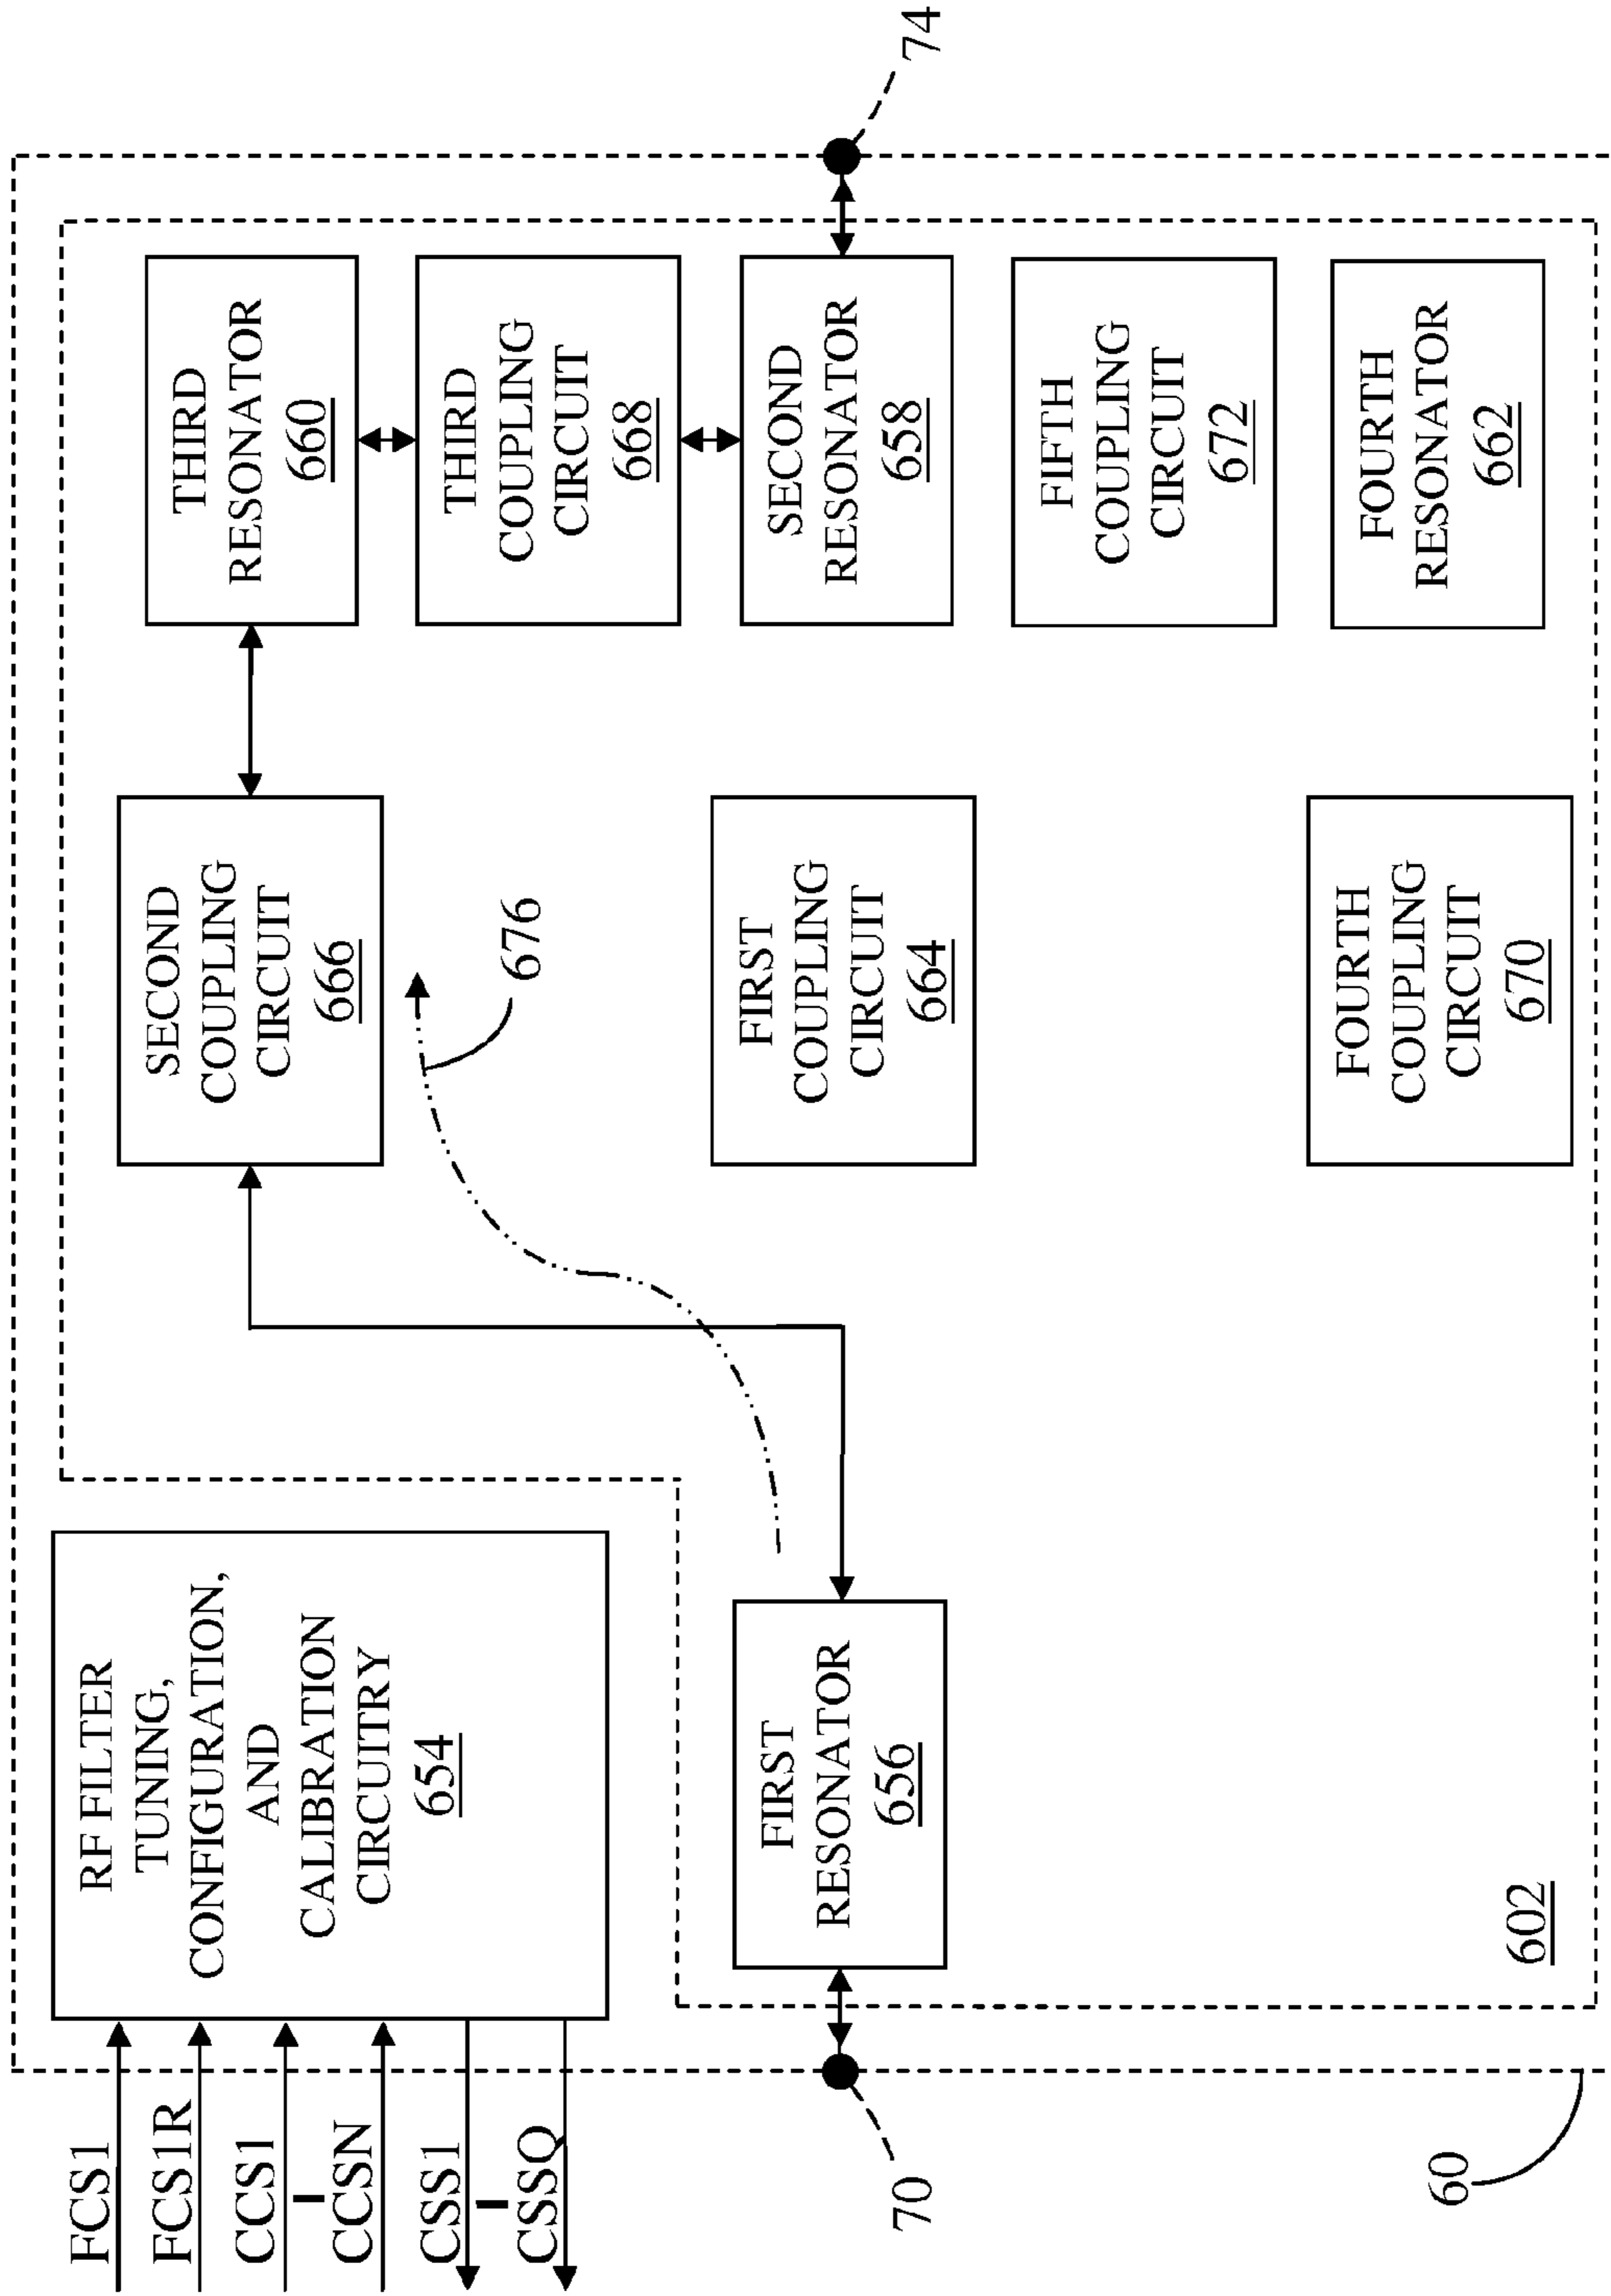 FCS1
FCS1R
CCS1
CCSN
CSS1
CSSQ
RF FILTER
TUNING,
CONFIGURATION,
AND
CALIBRATION
CIRCUITRY
654
SECOND
COUPLING
CIRCUIT
666
THIRD
RESONATOR
660
676
THIRD
COUPLING
CIRCUIT
668
70
FIRST
RESONATOR
656
FIRST
COUPLING
CIRCUIT
664
SECOND
RESONATOR
658
74
FIFTH
COUPLING
CIRCUIT
672
60
602
FOURTH
COUPLING
CIRCUIT
670
FOURTH
RESONATOR
662